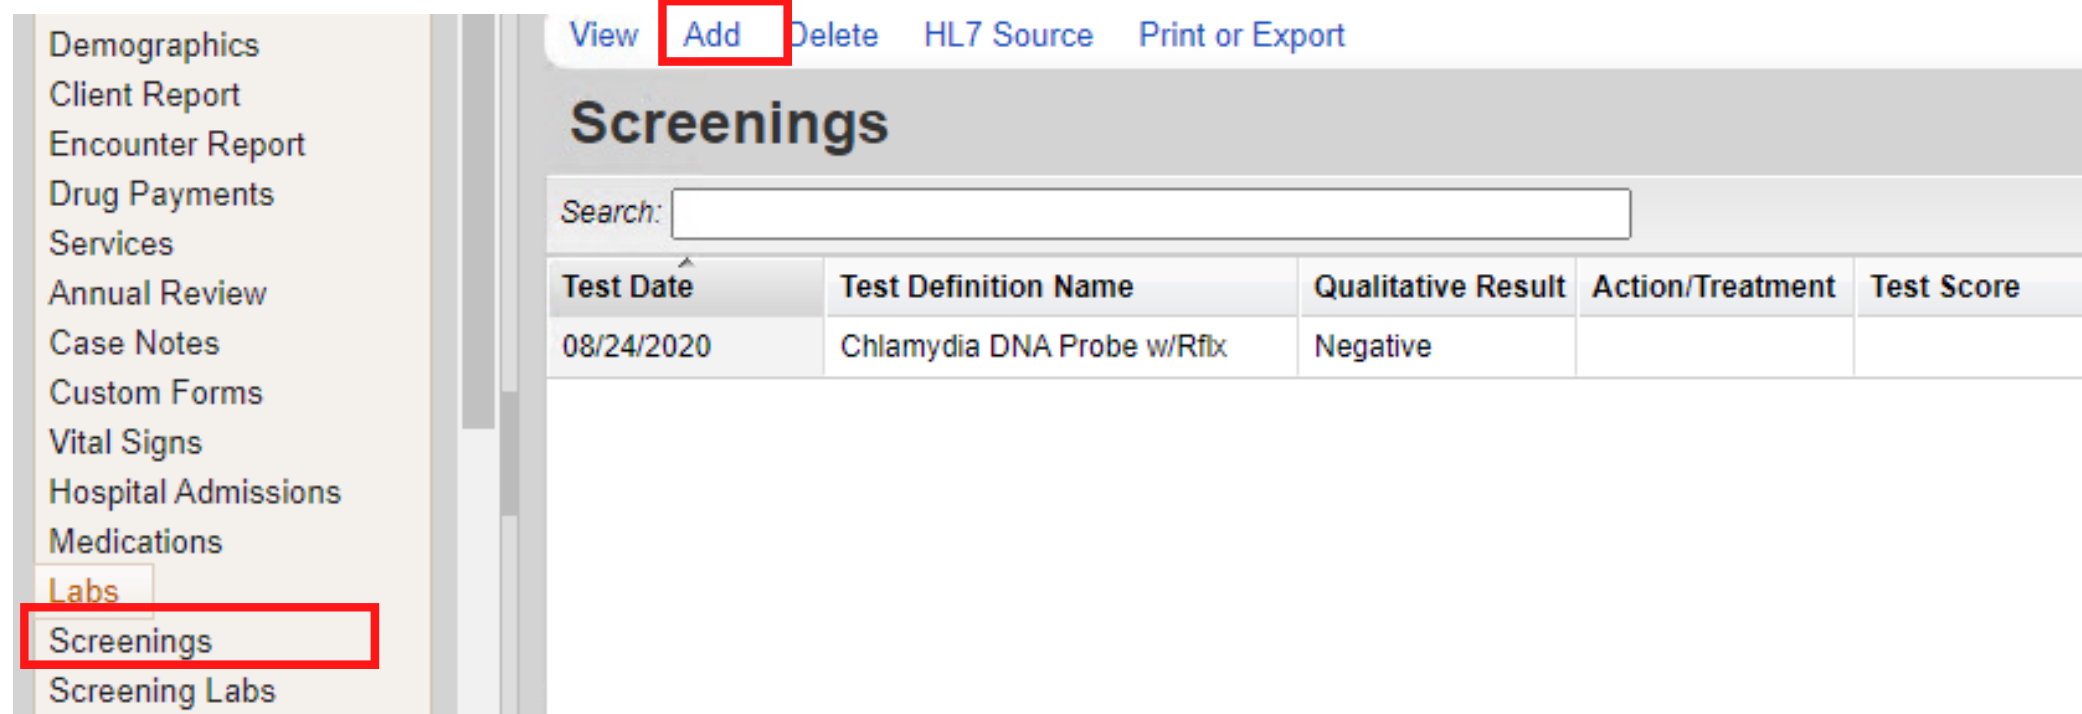 Demographics
Client Report
Encounter Report
Drug Payments
Services
Annual Review
Case Notes
Custom Forms
Vital Signs
Hospital Admissions
Medications
Labs
Screenings
Screening Labs
View Add Delete HL7 Source Print or Export
Screenings
Search:
Test Date Test Definition Name Qualitative Result Action/Treatment Test Score
08/24/2020 Chlamydia DNA Probe w/Rflx Negative